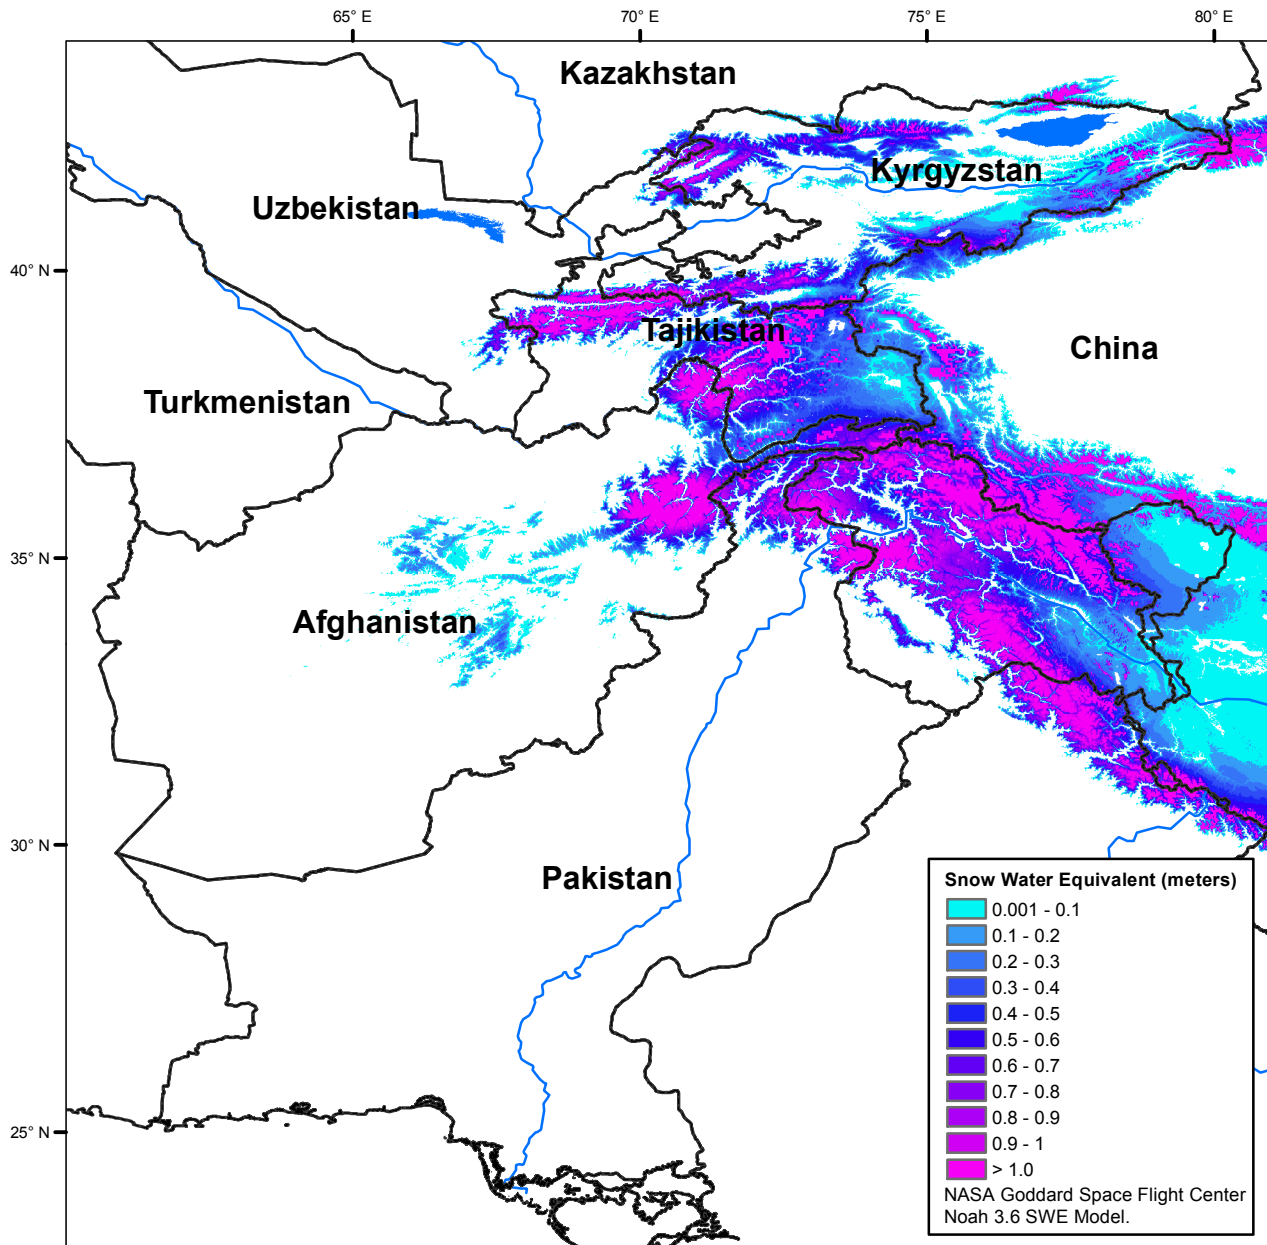 65° E
70° E
75° E
80° E
Kazakhstan
Kyrgyzstan
Uzbekistan
40° N
Tajikistan
China
Turkmenistan
35° N
Afghanistan
30° N
Pakistan
25° N
Snow Water Equivalent (meters)
0.001 - 0.1
0.1 - 0.2
0.2 - 0.3
0.3 - 0.4
0.4 - 0.5
0.5 - 0.6
0.6 - 0.7
0.7 - 0.8
0.8 - 0.9
0.9 - 1
> 1.0
NASA Goddard Space Flight Center
Noah 3.6 SWE Model.